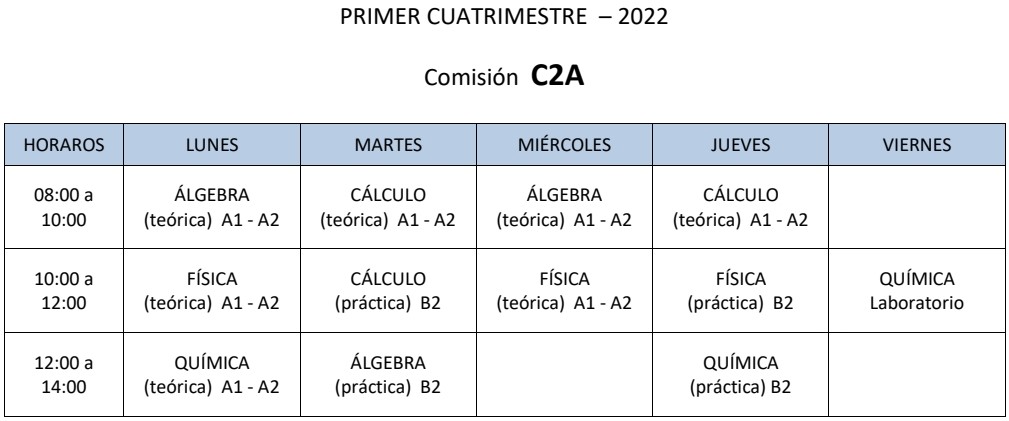 PRIMER CUATRIMESTRE – 2022
Comisión C2A
HORAROS LUNES MARTES MIÉRCOLES JUEVES VIERNES
08:00 a ÁLGEBRA CÁLCULO ÁLGEBRA CÁLCULO
10:00 (teórica) A1 - A2 (teórica) A1 - A2 (teórica) A1 - A2 (teórica) A1 - A2
10:00 a FÍSICA CÁLCULO FÍSICA FÍSICA QUÍMICA
12:00 (teórica) A1 - A2 (práctica) B2 (teórica) A1 - A2 (práctica) B2 Laboratorio
12:00 a QUÍMICA ÁLGEBRA QUÍMICA
14:00 (teórica) A1 - A2 (práctica) B2 (práctica) B2